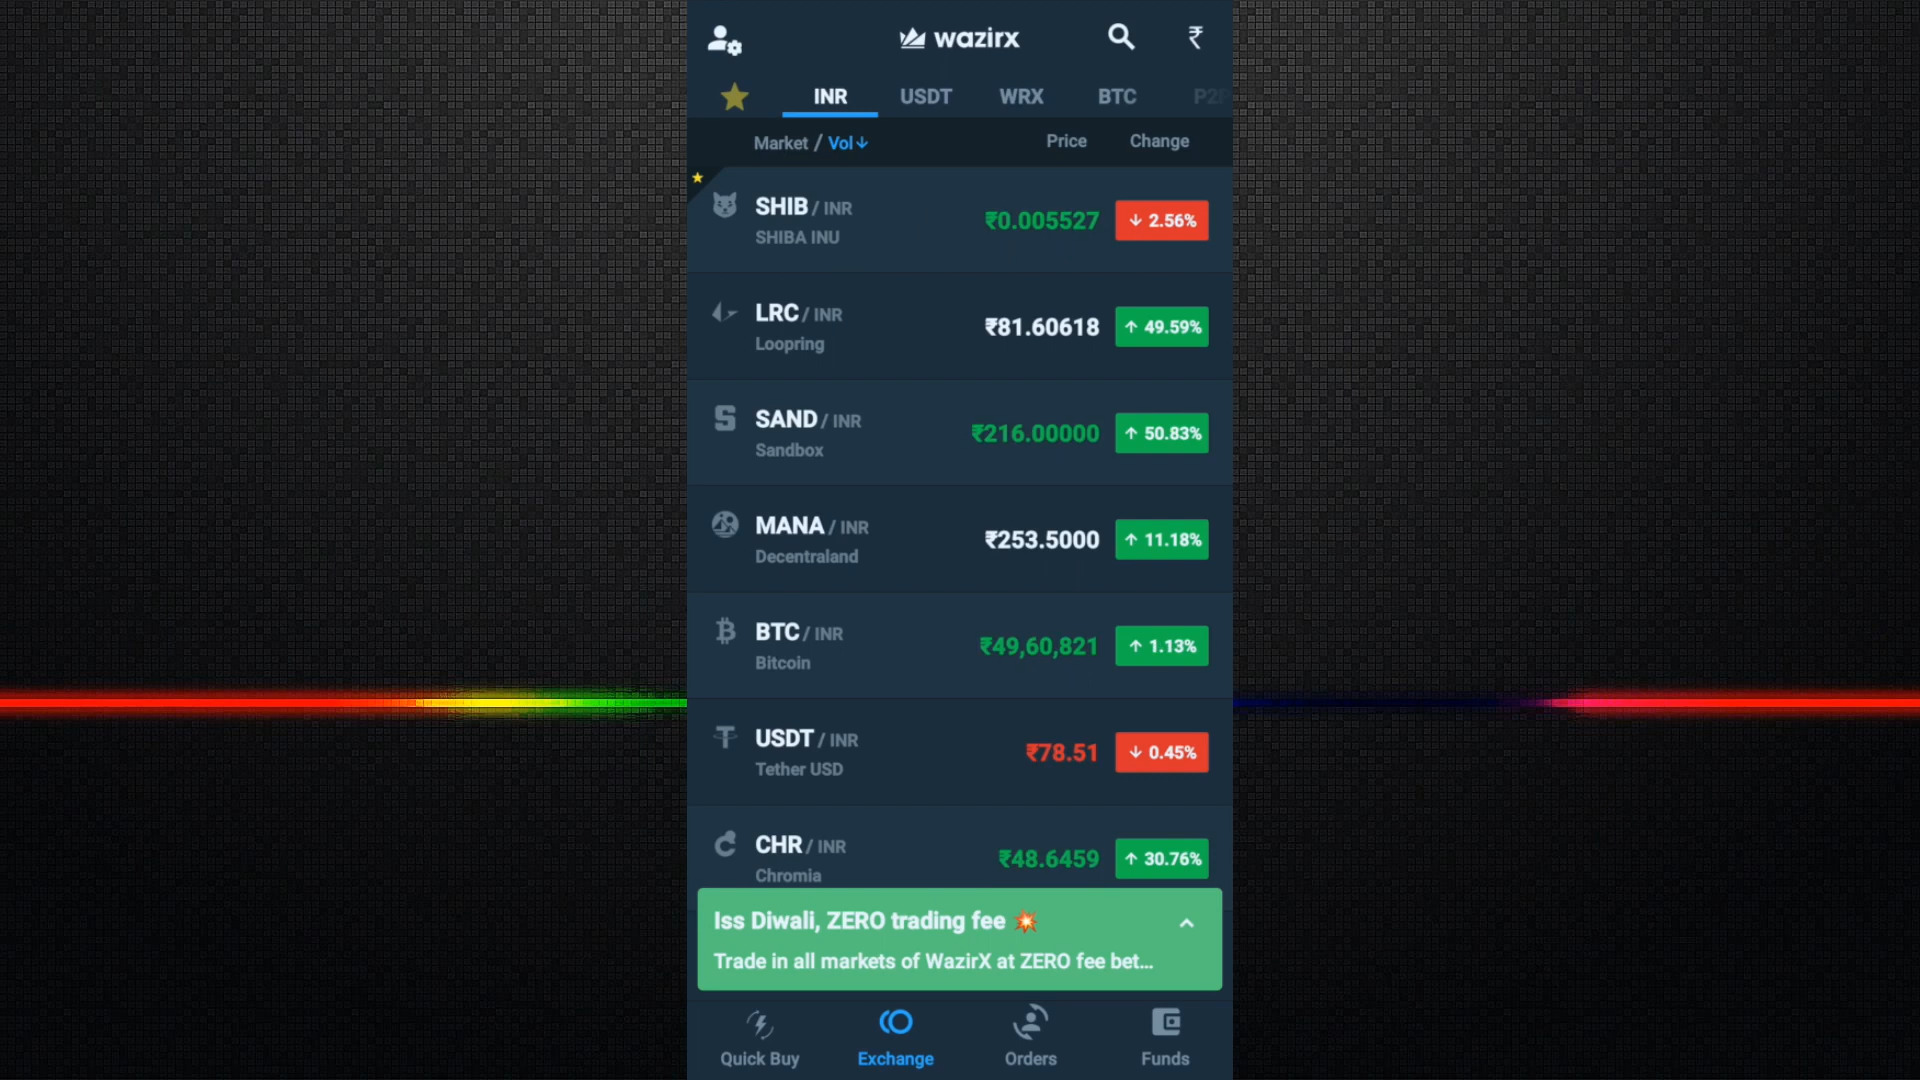 wazirx ₹
INR USDT WRX BTC P2P
Market / Vol↓ Price Change
SHIB / INR ₹0.005527 ↓ 2.56%
SHIBA INU
LRC / INR ₹81.60618 ↑ 49.59%
Loopring
SAND / INR ₹216.00000 ↑ 50.83%
Sandbox
MANA / INR ₹253.5000 ↑ 11.18%
Decentraland
BTC / INR ₹49,60,821 ↑ 1.13%
Bitcoin
USDT / INR ₹78.51 ↓ 0.45%
Tether USD
CHR / INR ₹48.6459 ↑ 30.76%
Chromia
Iss Diwali, ZERO trading fee 💥
Trade in all markets of WazirX at ZERO fee bet...
Quick Buy Exchange Orders Funds